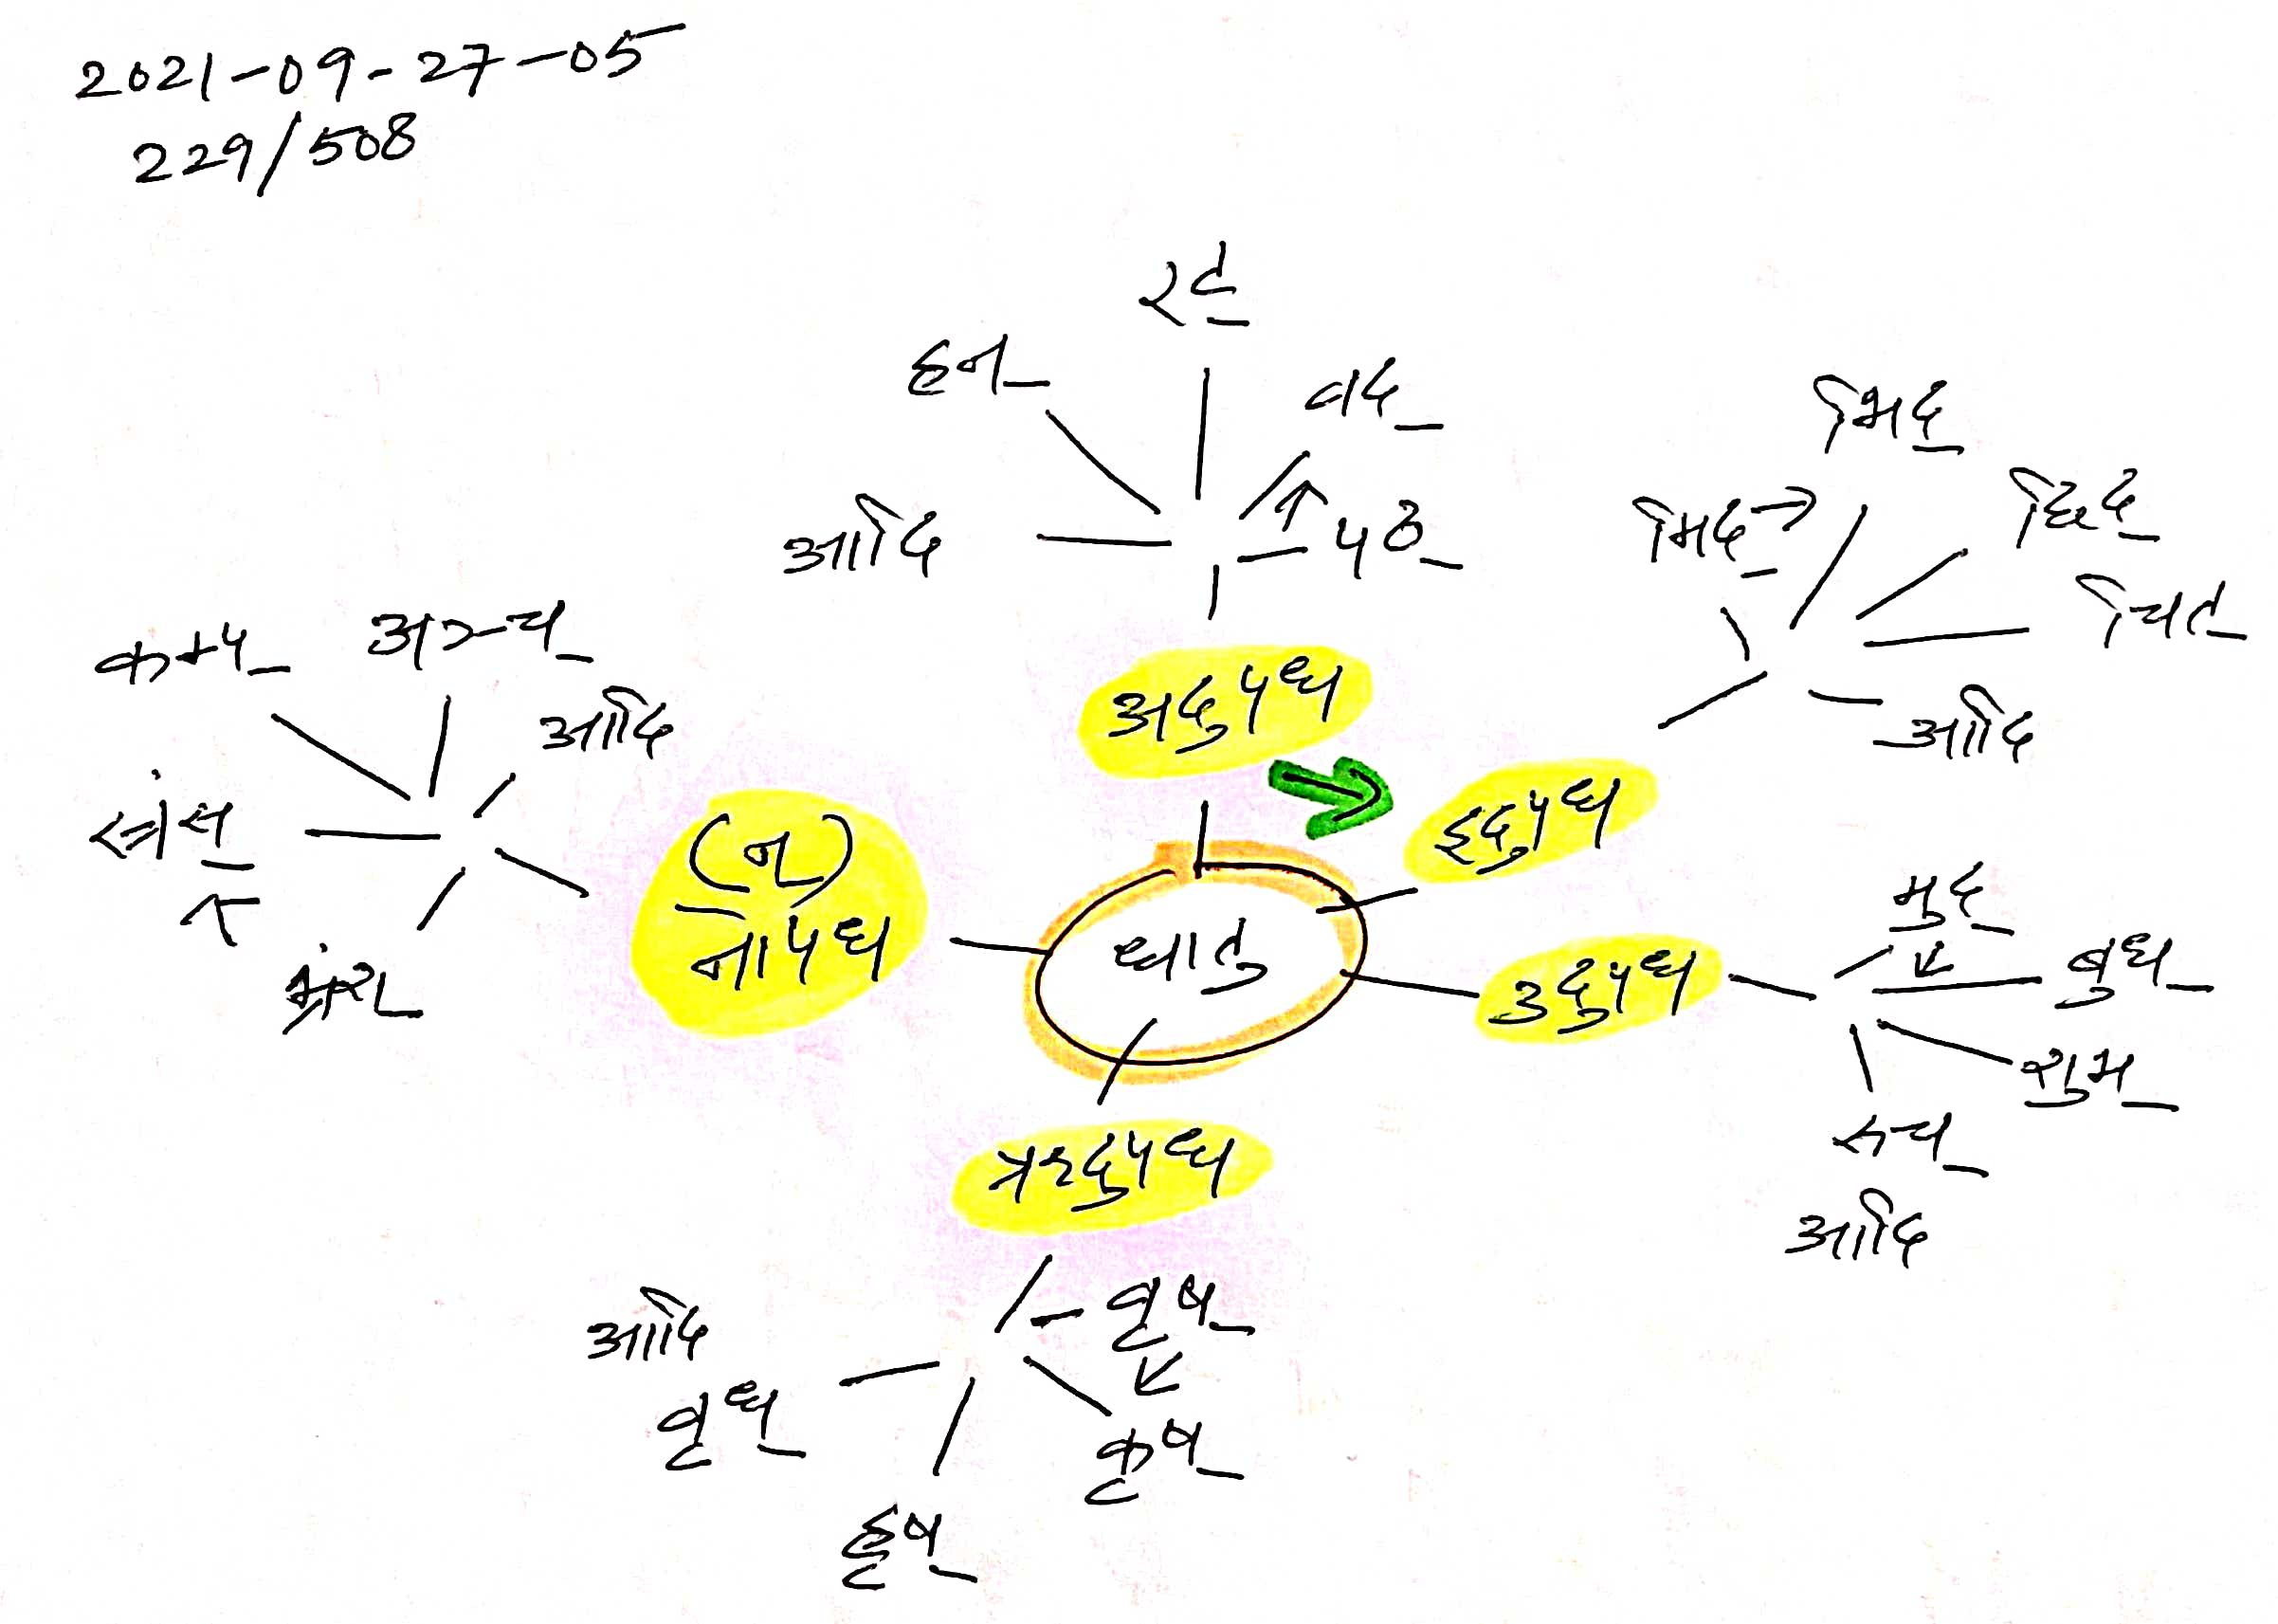 2021-09-27-05
229/508
रट्
हन्
वद्
पठ्
आदि
भिद्
मिद्
छिद्
चित्
आदि
कम्प्
अञ्च्
आदि
स्रंस्
भ्रंश्
अदुपध
इदुपध
(न्)
नोपध
धातु
उदुपध
मुद्
बुध्
शुभ्
रुच्
आदि
ऋदुपध
वृष्
कृष्
हृष्
वृध्
आदि